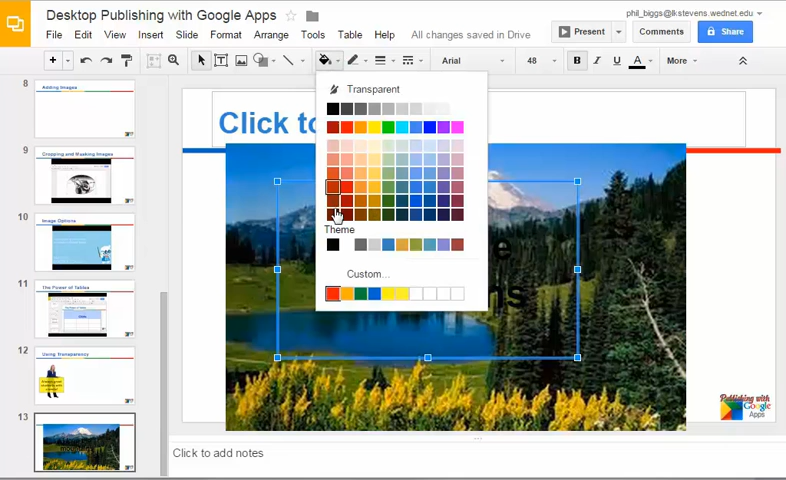 Desktop Publishing with Google Apps
phil_biggs@lkstevens.wednet.edu
File Edit View Insert Slide Format Arrange Tools Table Help All changes saved in Drive
Present Comments Share
Arial 48 B I U A More
Transparent
Theme
Custom...
Click to
e
ns
8
Adding Images
9
Cropping and Masking Images
10
Image Options
11
The Power of Tables
12
Using Transparency
13
Publishing with
Google
Apps
Click to add notes